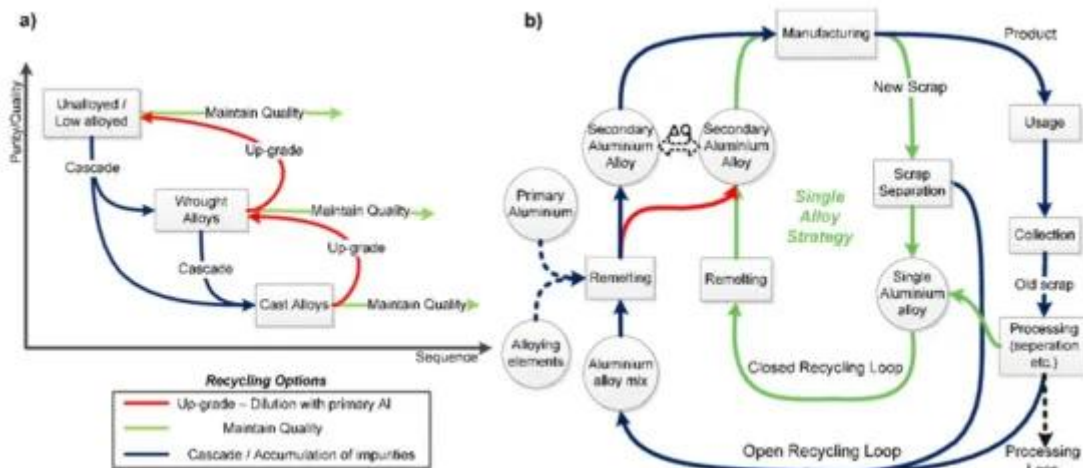 a)
Purity/Quality
Unalloyed /
Low alloyed
Maintain Quality
Up-grade
Cascade
Wrought
Alloys
Maintain Quality
Up-grade
Cascade
Cast Alloys
Maintain Quality
Sequence
Recycling Options
Up-grade – Dilution with primary Al
Maintain Quality
Cascade / Accumulation of impurities
b)
Manufacturing
Product
New Scrap
Usage
Secondary
Aluminium
Alloy
Δq
Secondary
Aluminium
Alloy
Scrap
Separation
Primary
Aluminium
Single
Alloy
Strategy
Collection
Remelting
Remelting
Single
Aluminium
alloy
Old scrap
Processing
(seperation
etc.)
Alloying
elements
Aluminium
alloy mix
Closed Recycling Loop
Open Recycling Loop
Processing